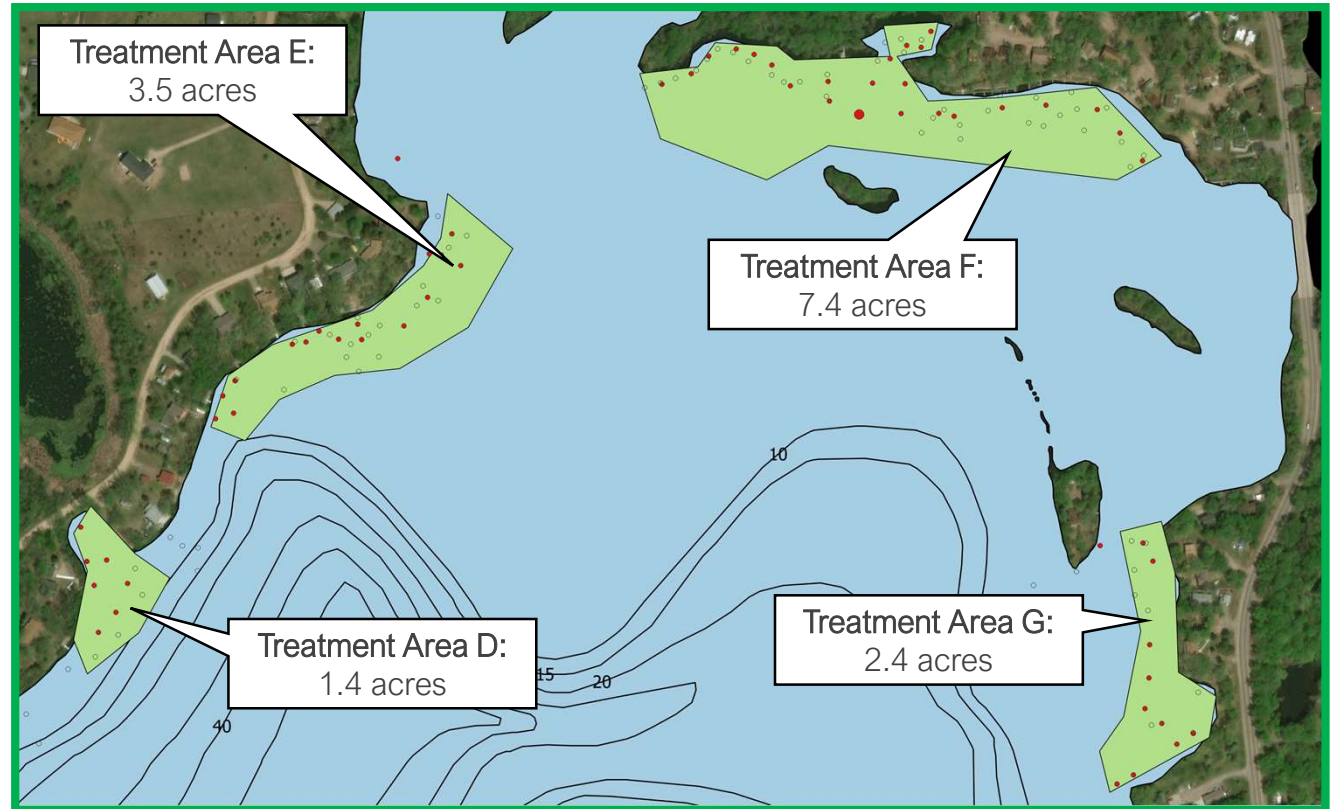 Treatment Area E:
3.5 acres
Treatment Area F:
7.4 acres
10
Treatment Area G:
2.4 acres
Treatment Area D:
1.4 acres
15
20
40